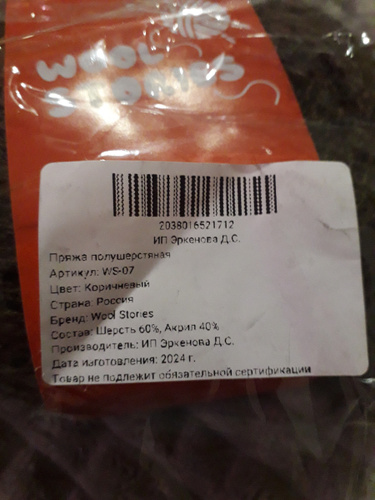 WOOL
STORIES
2038016521712
ИП Эркенова Д.С.
Пряжа полушерстяная
Артикул: WS-07
Цвет: Коричневый
Страна: Россия
Бренд: Wool Stories
Состав: Шерсть 60%, Акрил 40%
Производитель: ИП Эркенова Д.С.
Дата изготовления: 2024 г.
Товар не подлежит обязательной сертификации